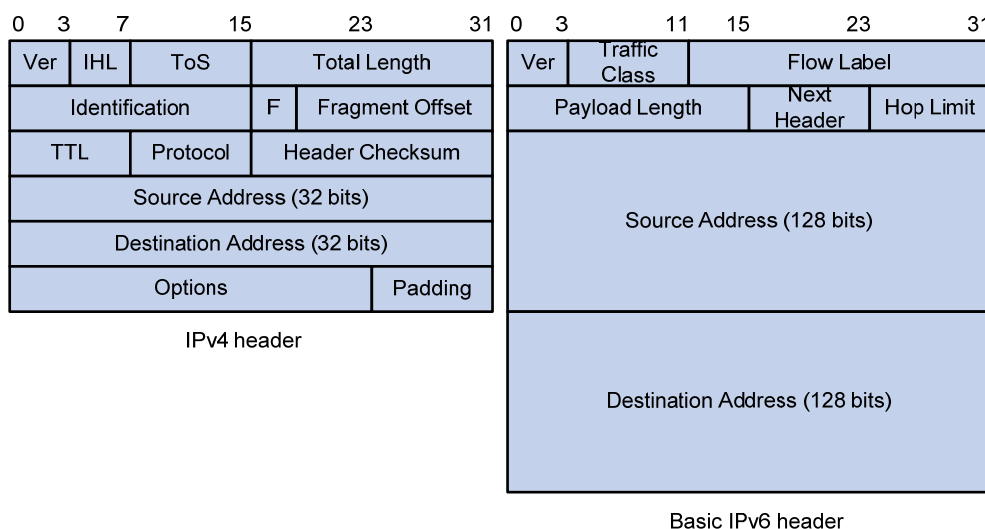 0 3 7 15 23 31
Ver IHL ToS Total Length
Identification F Fragment Offset
TTL Protocol Header Checksum
Source Address (32 bits)
Destination Address (32 bits)
Options Padding
IPv4 header
0 3 11 15 23 31
Ver Traffic Class Flow Label
Payload Length Next Header Hop Limit
Source Address (128 bits)
Destination Address (128 bits)
Basic IPv6 header